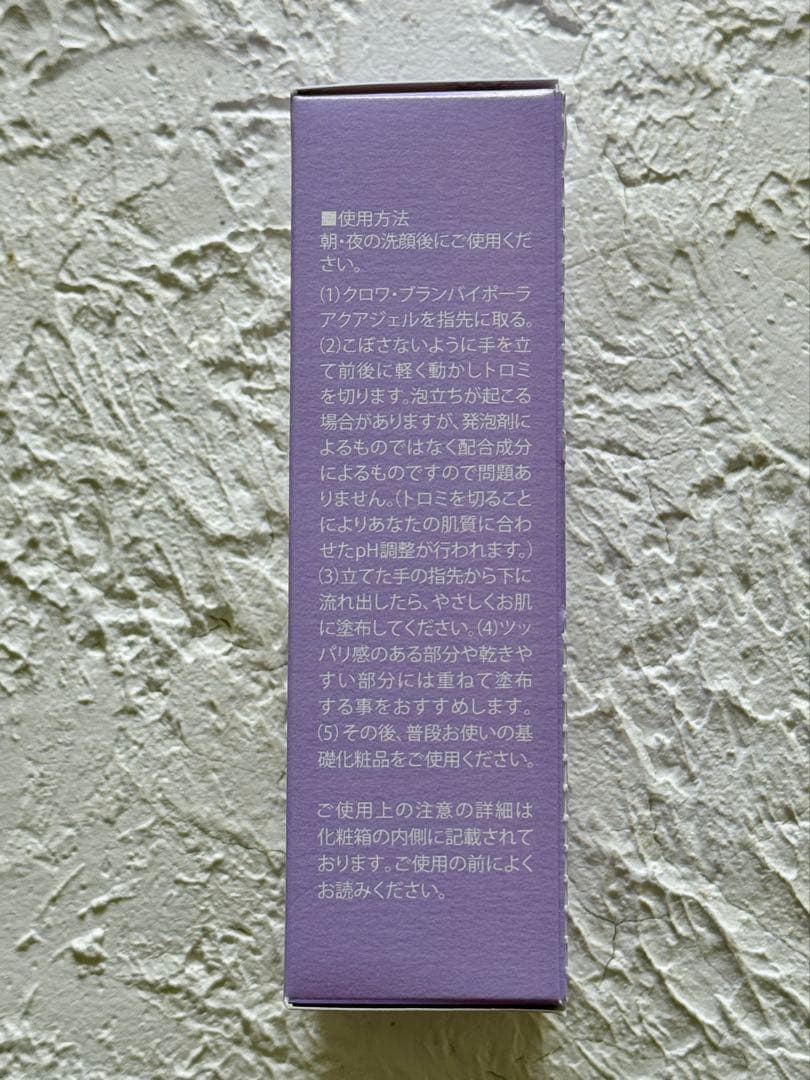 ■使用方法
朝・夜の洗顔後にご使用くだ
さい。
(1)クロワ・ブランバイポーラ
アクアジェルを指先に取る。
(2)こぼさないように手を立
て前後に軽く動かしトロミ
を切ります。泡立ちが起こる
場合がありますが、発泡剤に
よるものではなく配合成分
によるものですので問題あ
りません。(トロミを切ること
によりあなたの肌質に合わ
せたpH調整が行われます。)
(3)立てた手の指先から下に
流れ出したら、やさしくお肌
に塗布してください。(4)ツッ
パリ感のある部分や乾きや
すい部分には重ねて塗布
する事をおすすめします。
(5)その後、普段お使いの基
礎化粧品をご使用ください。
ご使用上の注意の詳細は
化粧箱の内側に記載されて
おります。ご使用の前によく
お読みください。